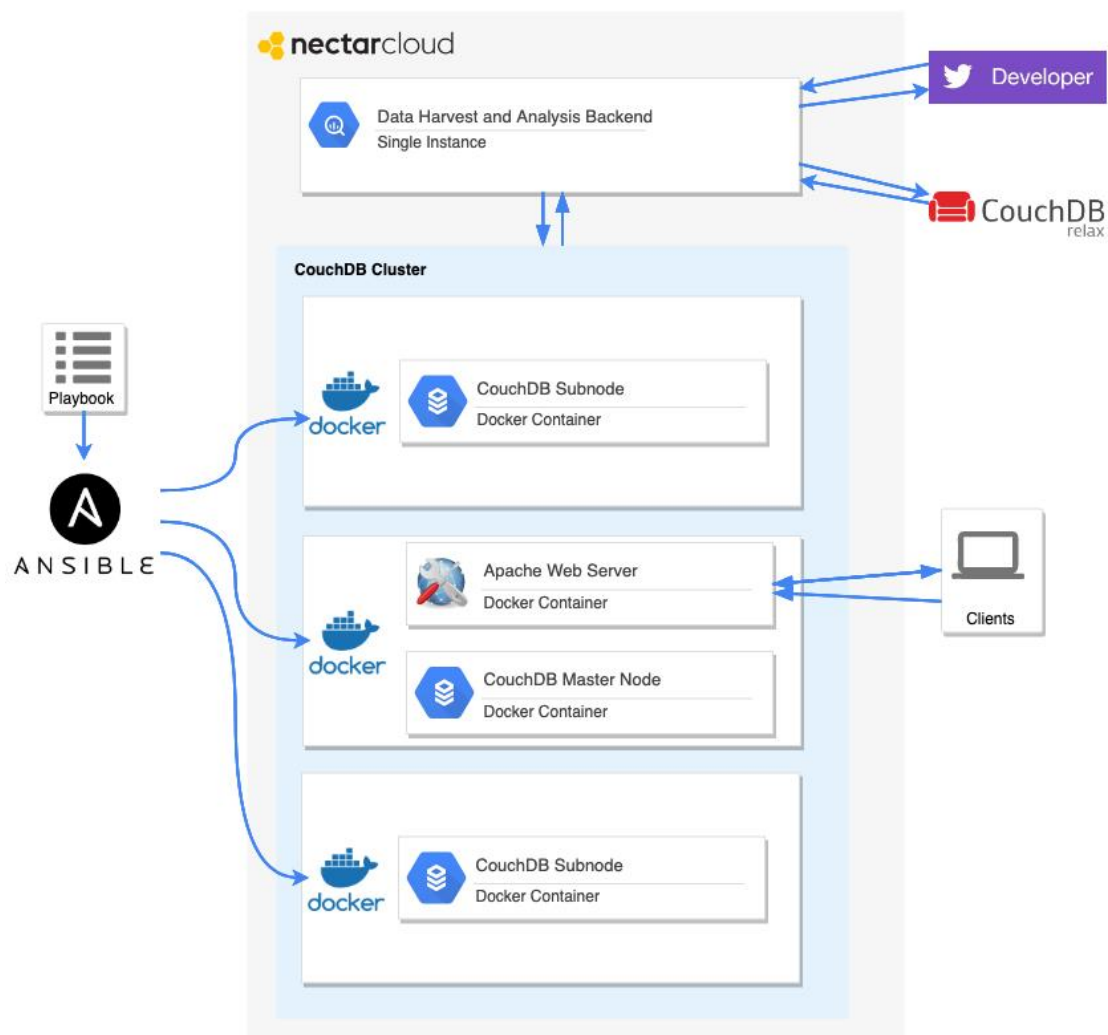 nectarcloud
Developer
Data Harvest and Analysis Backend
Single Instance
CouchDB
relax
CouchDB Cluster
Playbook
docker
CouchDB Subnode
Docker Container
ANSIBLE
Apache Web Server
Docker Container
docker
CouchDB Master Node
Docker Container
Clients
docker
CouchDB Subnode
Docker Container